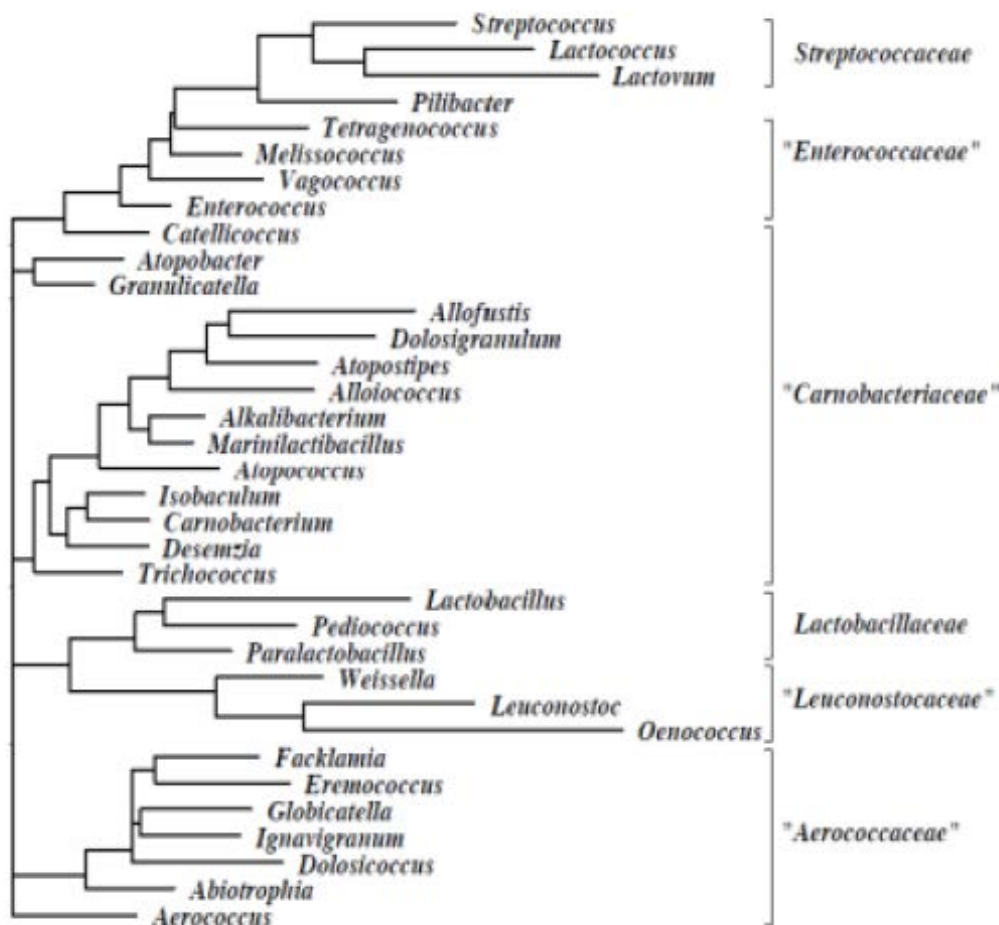 Streptococcus
Lactococcus
Streptococcaceae
Lactovum
Pilibacter
Tetragenococcus
"Enterococcaceae"
Melissococcus
Vagococcus
Enterococcus
Catellicoccus
Atopobacter
Granulicatella
Allofustis
Dolosigranulum
Atopostipes
Alloiococcus
"Carnobacteriaceae"
Alkalibacterium
Marinilactibacillus
Atopococcus
Isobaculum
Carnobacterium
Desemzia
Trichococcus
Lactobacillus
Pediococcus
Lactobacillaceae
Paralactobacillus
Weissella
"Leuconostocaceae"
Leuconostoc
Oenococcus
Facklamia
Eremococcus
Globicatella
"Aerococcaceae"
Ignavigranum
Dolosicoccus
Abiotrophia
Aerococcus